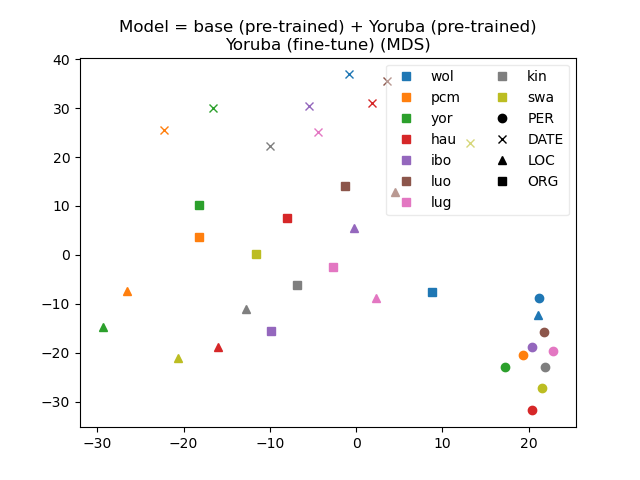 Model = base (pre-trained) + Yoruba (pre-trained)
Yoruba (fine-tune) (MDS)
40
30
20
10
0
−10
−20
−30
−30
−20
−10
0
10
20
wol
pcm
yor
hau
ibo
luo
lug
kin
swa
PER
DATE
LOC
ORG